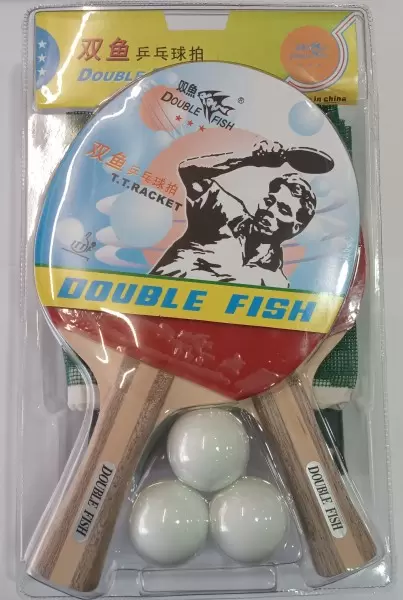 双鱼 乒乓球拍
DOUBLE
in china
双魚
DOUBLE FISH
®
双鱼 乒乓球拍
T.T.RACKET
DOUBLE FISH
DOUBLE FISH
DOUBLE FISH